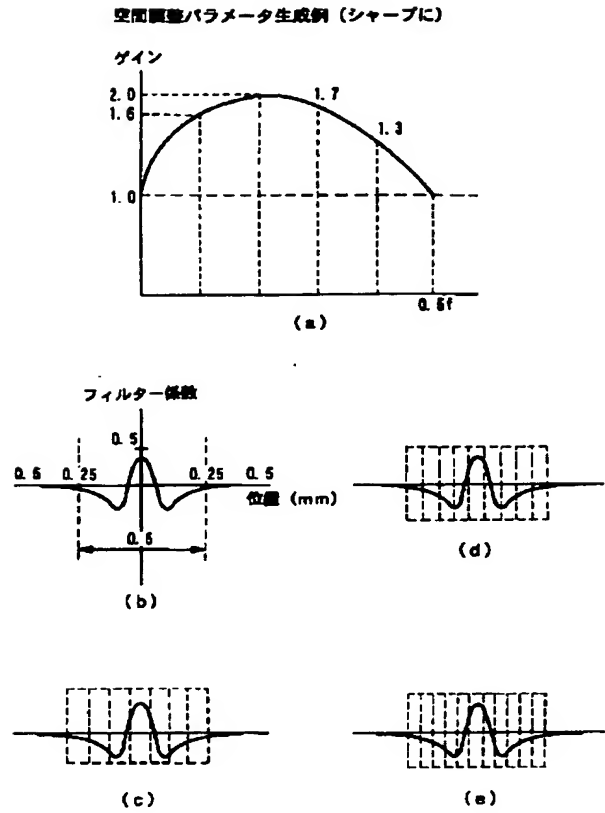 空間調整パラメータ生成例（シャープに）
ゲイン
2.0
1.6
1.7
1.3
1.0
0.5f
(a)
フィルター係数
0.5
0.5 0.25 0.25 0.5
位置（mm）
0.5
(b)
(d)
(c)
(e)